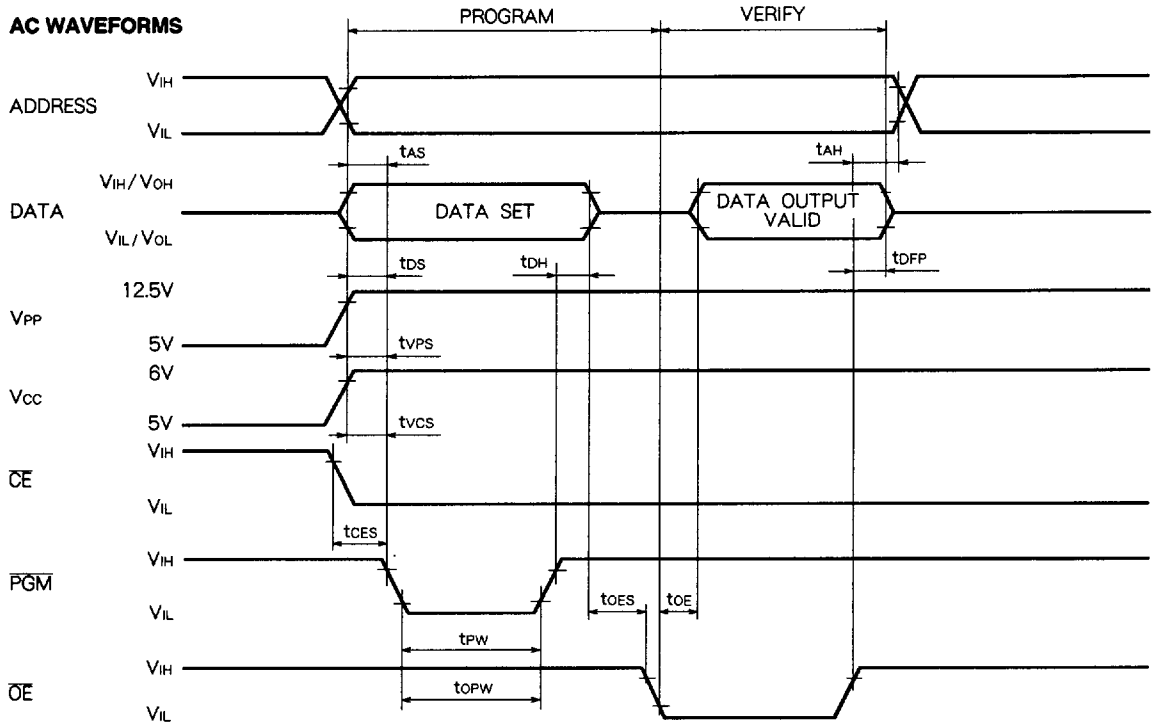 AC WAVEFORMS
PROGRAM
VERIFY
ADDRESS
VIH
VIL
tAS
tAH
DATA
VIH/VOH
VIL/VOL
DATA SET
DATA OUTPUT
VALID
tDS
tDH
tDFP
VPP
12.5V
5V
tVPS
VCC
6V
5V
tVCS
CE
VIH
VIL
tCES
PGM
VIH
VIL
tOES
tOE
tPW
tOPW
OE
VIH
VIL